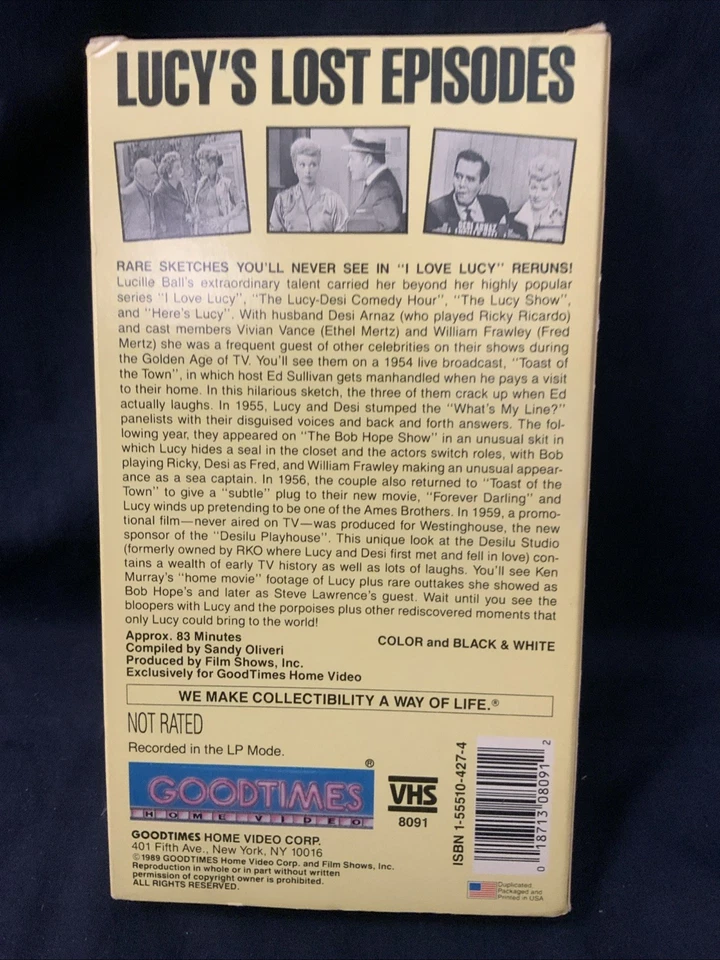 LUCY'S LOST EPISODES
RARE SKETCHES YOU'LL NEVER SEE IN "I LOVE LUCY" RERUNS!
Lucille Ball's extraordinary talent carried her beyond her highly popular
series "I Love Lucy", "The Lucy-Desi Comedy Hour", "The Lucy Show",
and "Here's Lucy". With husband Desi Arnaz (who played Ricky Ricardo)
and cast members Vivian Vance (Ethel Mertz) and William Frawley (Fred
Mertz) she was a frequent guest of other celebrities on their shows during
the Golden Age of TV. You'll see them on a 1954 live broadcast, "Toast of
the Town", in which host Ed Sullivan gets manhandled when he pays a visit
to their home. In this hilarious sketch, the three of them crack up when Ed
actually laughs. In 1955, Lucy and Desi stumped the "What's My Line?"
panelists with their disguised voices and back and forth answers. The fol-
lowing year, they appeared on "The Bob Hope Show" in an unusual skit in
which Lucy hides a seal in the closet and the actors switch roles, with Bob
playing Ricky, Desi as Fred, and William Frawley making an unusual appear-
ance as a sea captain. In 1956, the couple also returned to "Toast of the
Town" to give a "subtle" plug to their new movie, "Forever Darling" and
Lucy winds up pretending to be one of the Ames Brothers. In 1959, a promo-
tional film—never aired on TV—was produced for Westinghouse, the new
sponsor of the "Desilu Playhouse". This unique look at the Desilu Studio
(formerly owned by RKO where Lucy and Desi first met and fell in love) con-
tains a wealth of early TV history as well as lots of laughs. You'll see Ken
Murray's "home movie" footage of Lucy plus rare outtakes she showed as
Bob Hope's and later as Steve Lawrence's guest. Wait until you see the
bloopers with Lucy and the porpoises plus other rediscovered moments that
only Lucy could bring to the world!
Approx. 83 Minutes
COLOR and BLACK & WHITE
Compiled by Sandy Oliveri
Produced by Film Shows, Inc.
Exclusively for GoodTimes Home Video
WE MAKE COLLECTIBILITY A WAY OF LIFE.®
NOT RATED
Recorded in the LP Mode.
®
GOODTIMES
HOME VIDEO
VHS
8091
ISBN 1-55510-427-4
0 18713 08091 2
GOODTIMES HOME VIDEO CORP.
401 Fifth Ave., New York, NY 10016
©1989 GOODTIMES Home Video Corp. and Film Shows, Inc.
Reproduction in whole or in part without written
permission of copyright owner is prohibited.
ALL RIGHTS RESERVED.
Duplicated
Packaged and
Printed in USA